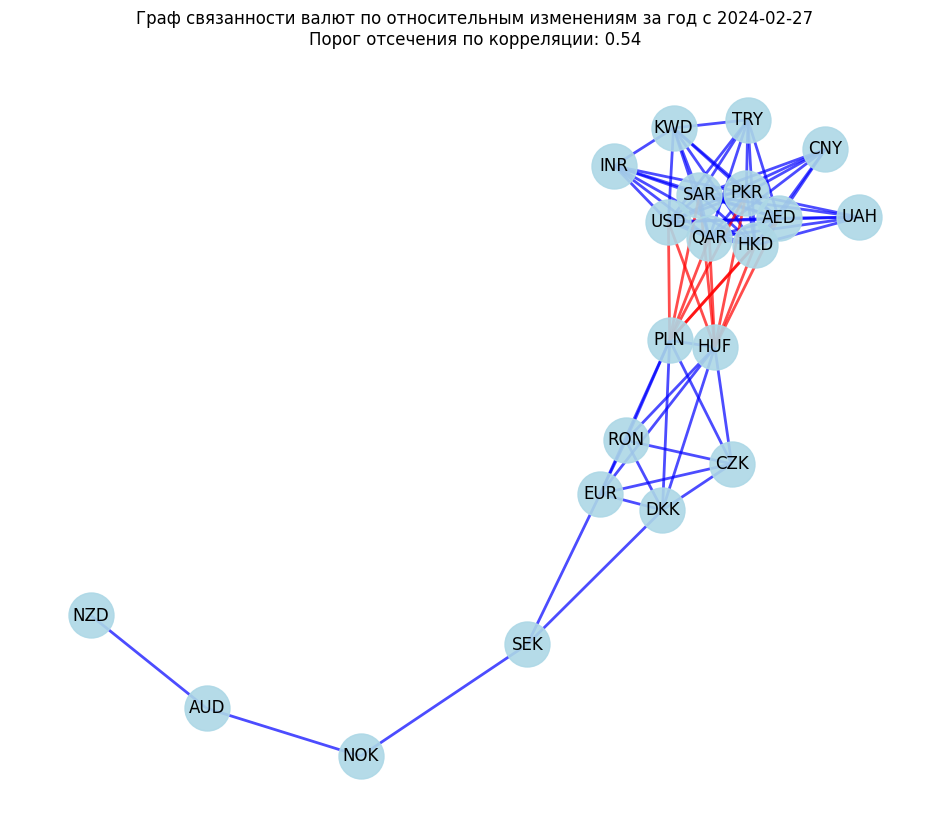 Граф связанности валют по относительным изменениям за год с 2024-02-27
Порог отсечения по корреляции: 0.54
TRY
KWD
CNY
INR
PKR
SAR
AED
UAH
USD
QAR
HKD
PLN
HUF
RON
CZK
EUR
DKK
NZD
SEK
AUD
NOK